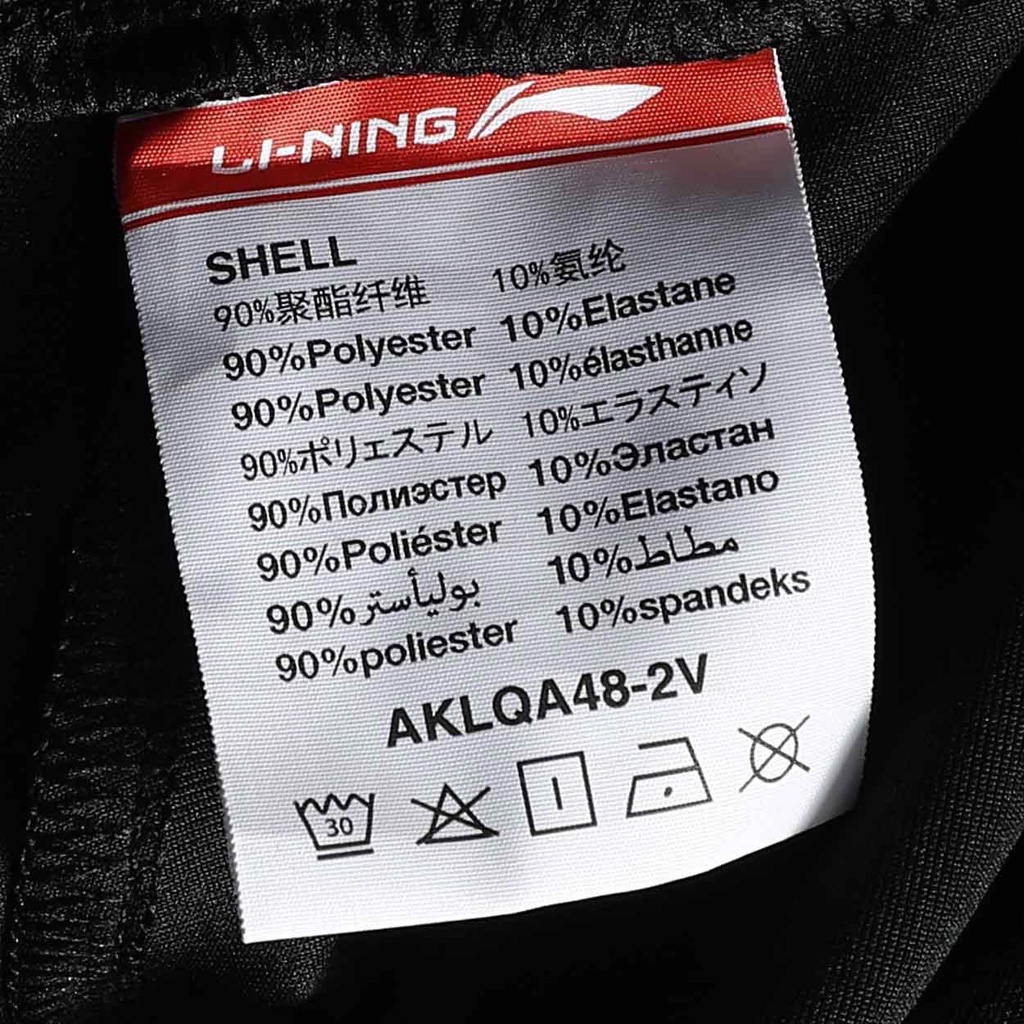 LI-NING
SHELL
90%聚酯纤维 10%氨纶
90%Polyester 10%Elastane
90%Polyester 10%élasthanne
90%ポリエステル 10%エラスティソ
90%Полиэстер 10%Эластан
90%Poliéster 10%Elastano
90%بوليأستر 10%مطاط
90%poliester 10%spandeks
AKLQA48-2V
30